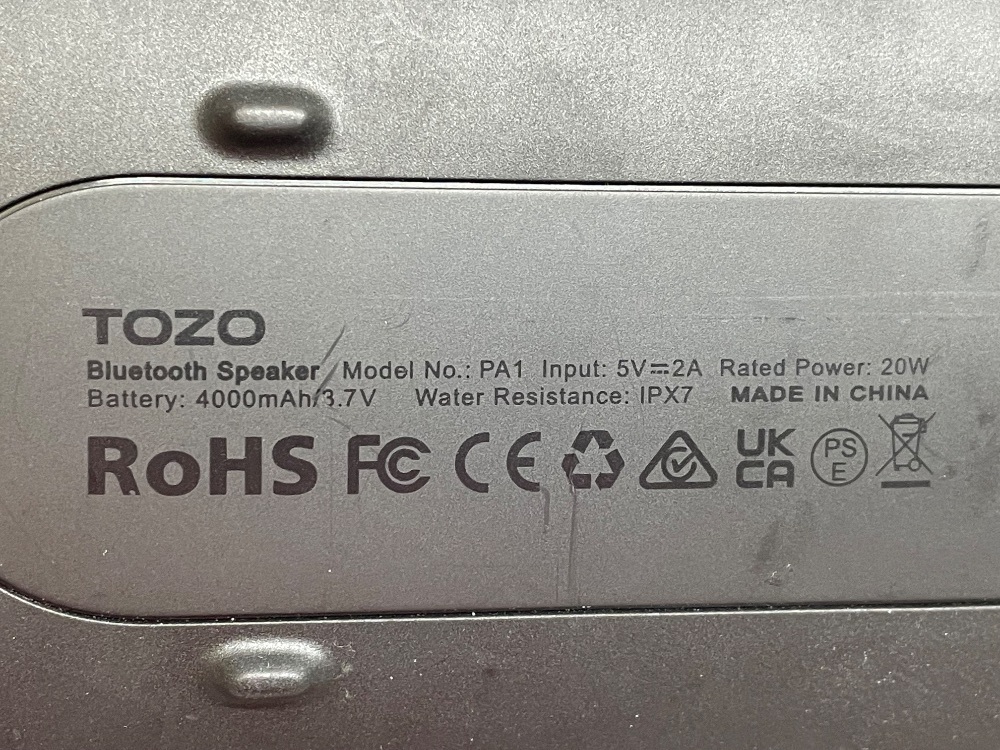 TOZO
Bluetooth Speaker Model No.: PA1 Input: 5V⎓2A Rated Power: 20W
Battery: 4000mAh/3.7V Water Resistance: IPX7 MADE IN CHINA
RoHS FC CE UK CA PS E